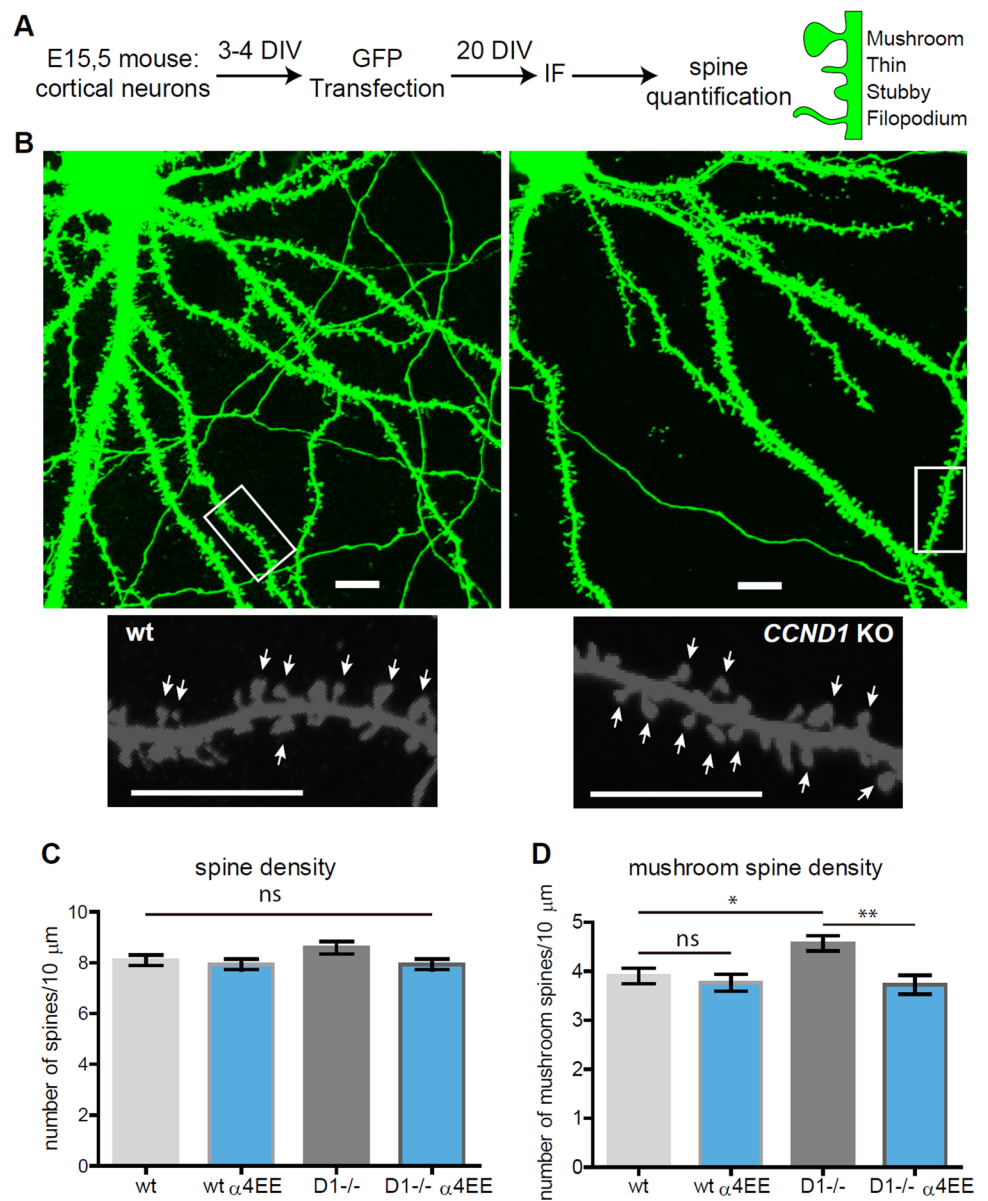 A
E15,5 mouse:
cortical neurons
3-4 DIV
GFP
Transfection
20 DIV
IF
spine
quantification
Mushroom
Thin
Stubby
Filopodium
B
wt
CCND1 KO
C
spine density
ns
number of spines/10 μm
10
8
6
4
2
0
wt
wt α4EE
D1-/-
D1-/- α4EE
D
mushroom spine density
*
**
ns
number of mushroom spines/10 μm
5
4
3
2
1
0
wt
wt α4EE
D1-/-
D1-/- α4EE